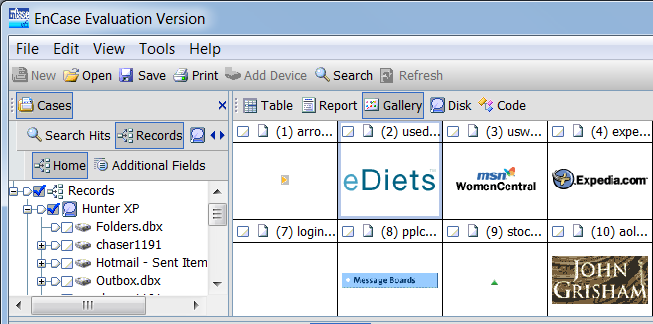 EnCase Evaluation Version
File Edit View Tools Help
New Open Save Print Add Device Search Refresh
Cases
Table Report Gallery Disk Code
Search Hits Records
Home Additional Fields
Records
Hunter XP
Folders.dbx
chaser1191
Hotmail - Sent Item
Outbox.dbx
(1) arro...
(2) used...
(3) usw...
(4) expe...
eDiets™
msn
WomenCentral
Expedia.com
(7) login...
(8) pplc...
(9) stoc...
(10) aol...
Message Boards
JOHN
GRISHAM